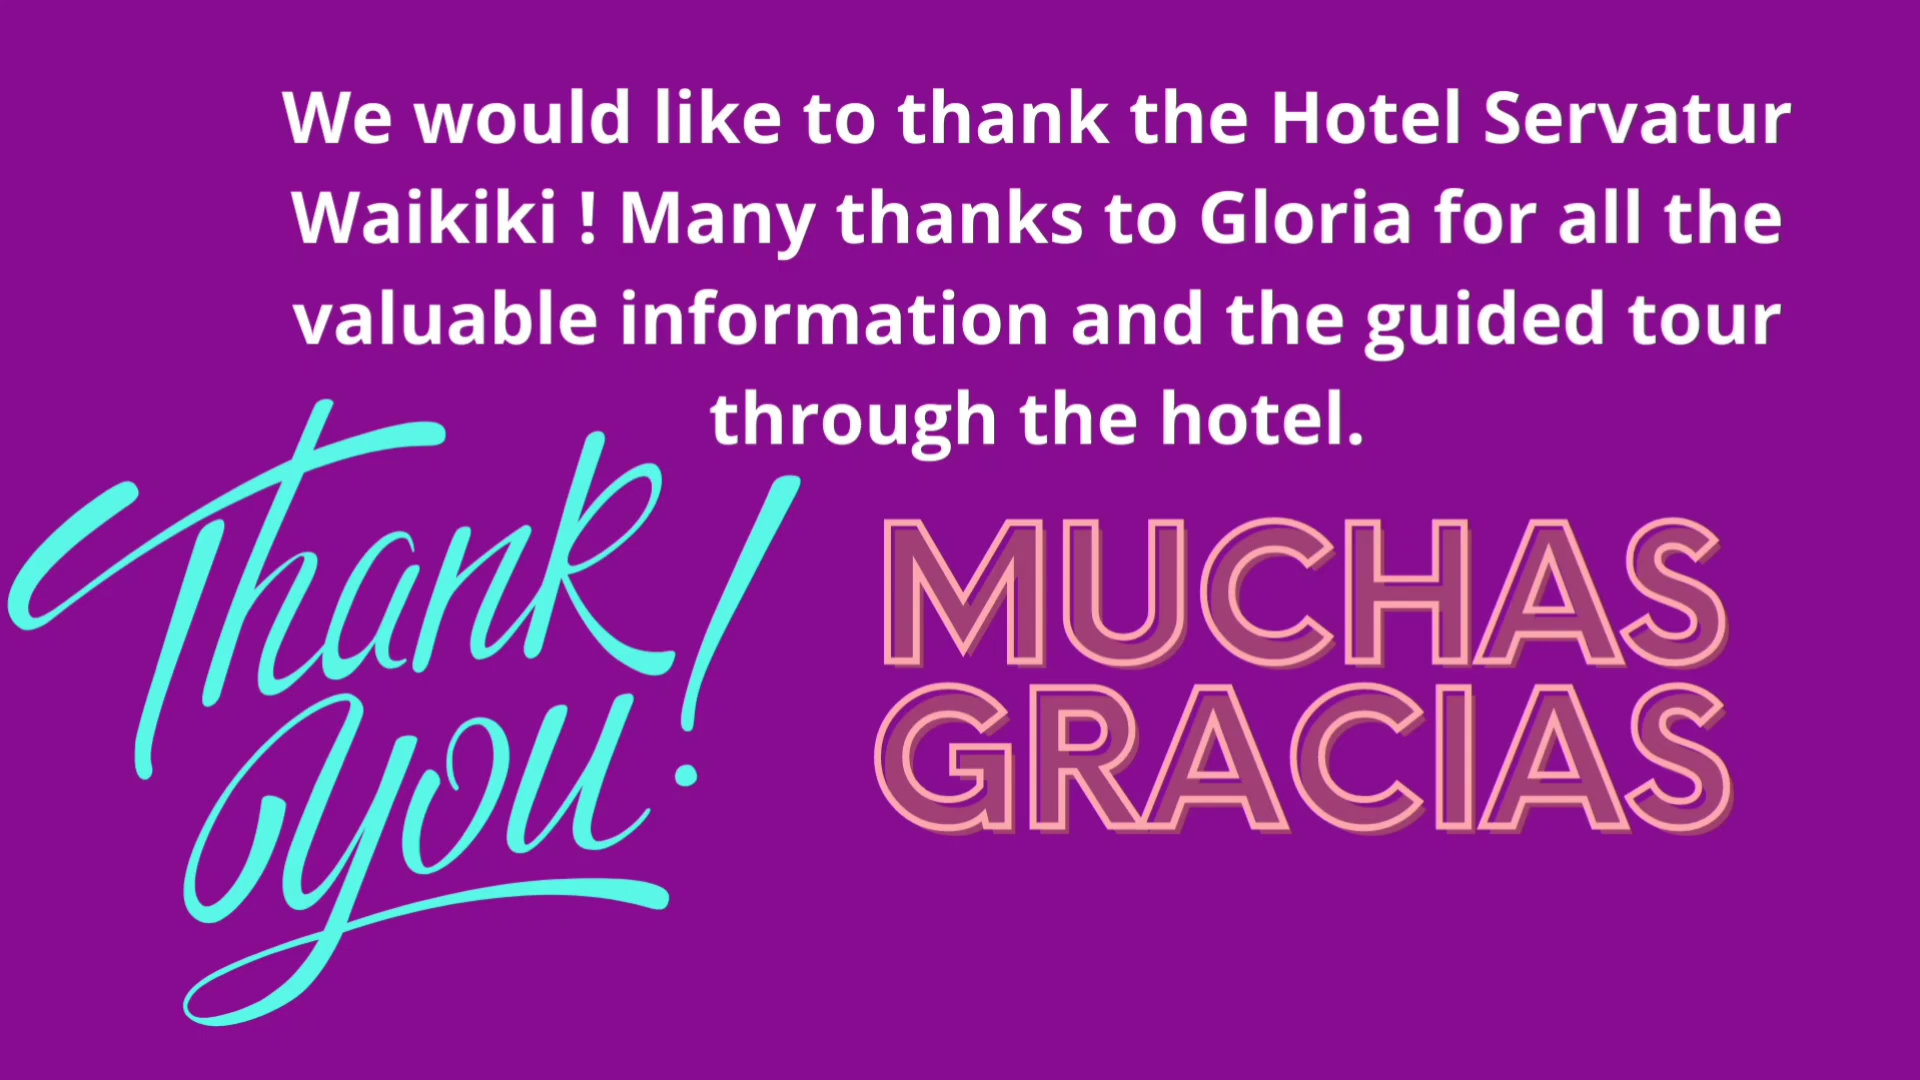 We would like to thank the Hotel Servatur
Waikiki ! Many thanks to Gloria for all the
valuable information and the guided tour
through the hotel.
Thank
you!
MUCHAS
GRACIAS